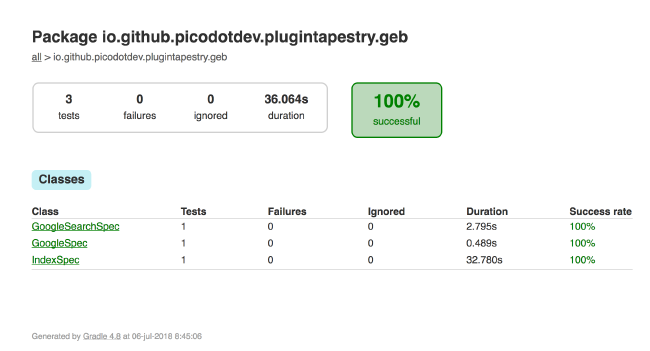 Package io.github.picodotdev.plugintapestry.geb
all > io.github.picodotdev.plugintapestry.geb
3 0 0 36.064s 100%
tests failures ignored duration successful
Classes
Class Tests Failures Ignored Duration Success rate
GoogleSearchSpec 1 0 0 2.795s 100%
GoogleSpec 1 0 0 0.489s 100%
IndexSpec 1 0 0 32.780s 100%
Generated by Gradle 4.8 at 06-jul-2018 8:45:06